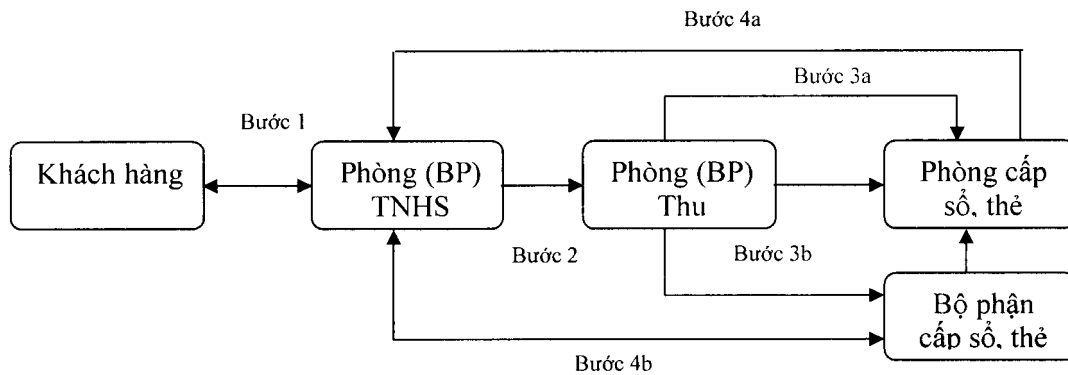 Bước 4a
Bước 3a
Bước 1
Khách hàng
Phòng (BP)
TNHS
Phòng (BP)
Thu
Phòng cấp
sổ, thẻ
Bước 2
Bước 3b
Bộ phận
cấp sổ, thẻ
Bước 4b